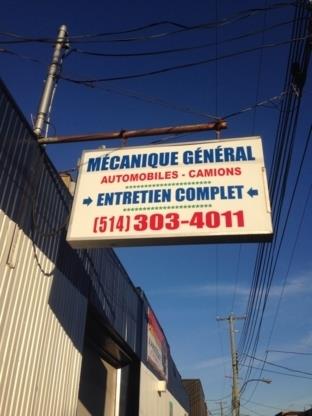 MÉCANIQUE GÉNÉRAL
AUTOMOBILES - CAMIONS
ENTRETIEN COMPLET
(514) 303-4011